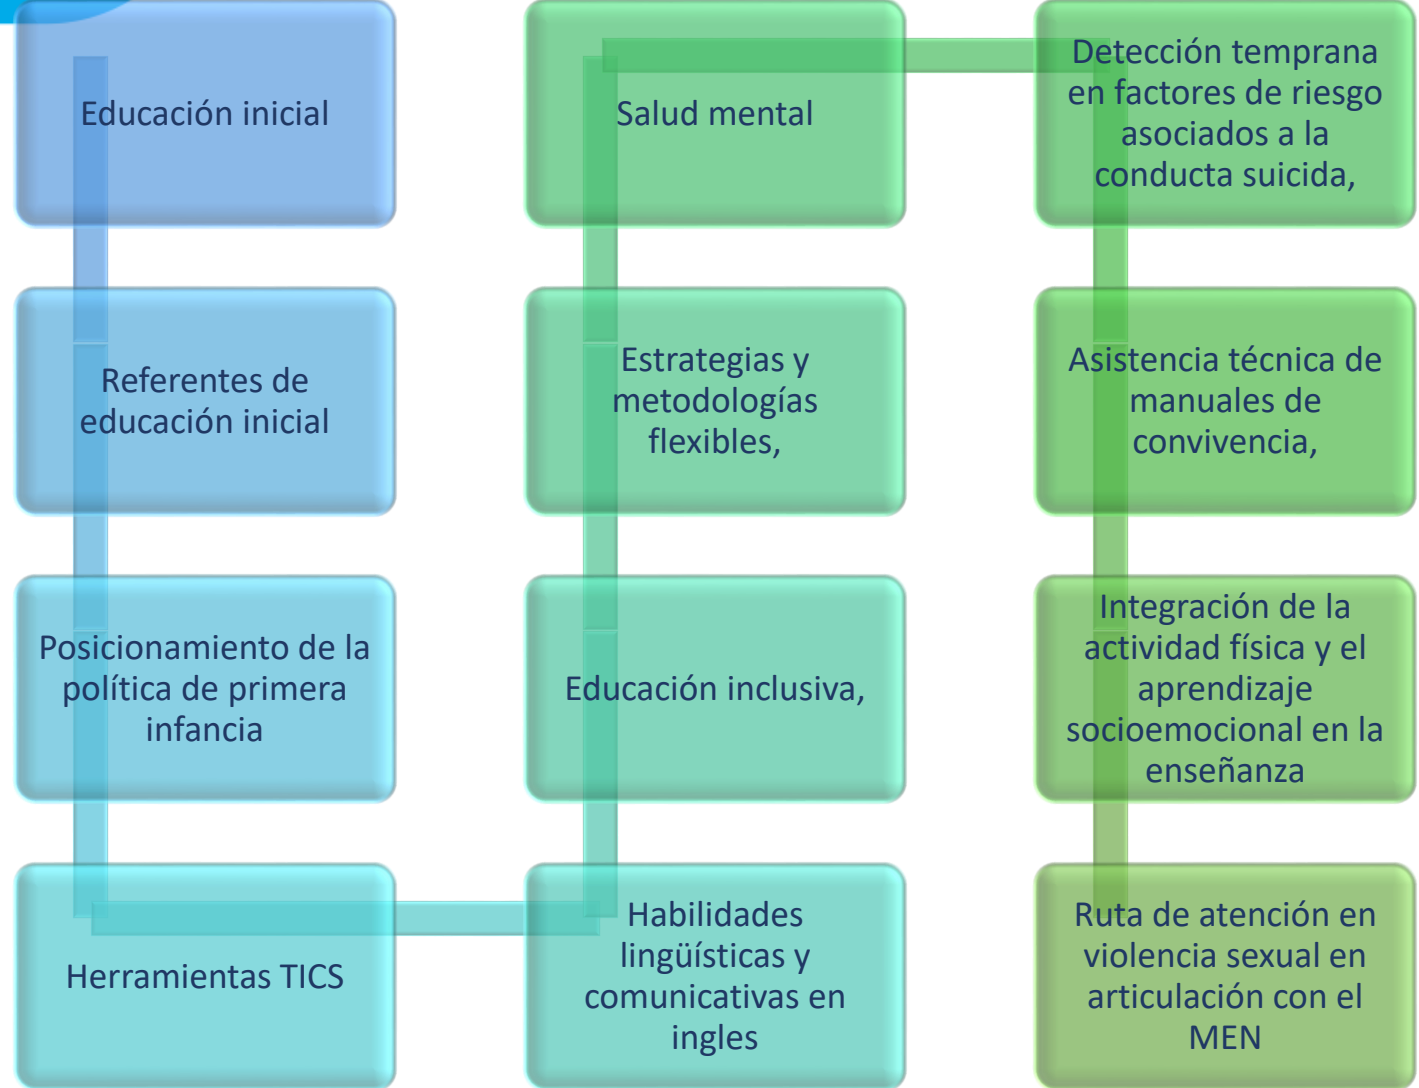 Educación inicial
Referentes de
educación inicial
Posicionamiento de la
política de primera
infancia
Herramientas TICS
Habilidades
lingüísticas y
comunicativas en
ingles
Educación inclusiva,
Estrategias y
metodologías
flexibles,
Salud mental
Detección temprana
en factores de riesgo
asociados a la
conducta suicida,
Asistencia técnica de
manuales de
convivencia,
Integración de la
actividad física y el
aprendizaje
socioemocional en la
enseñanza
Ruta de atención en
violencia sexual en
articulación con el
MEN